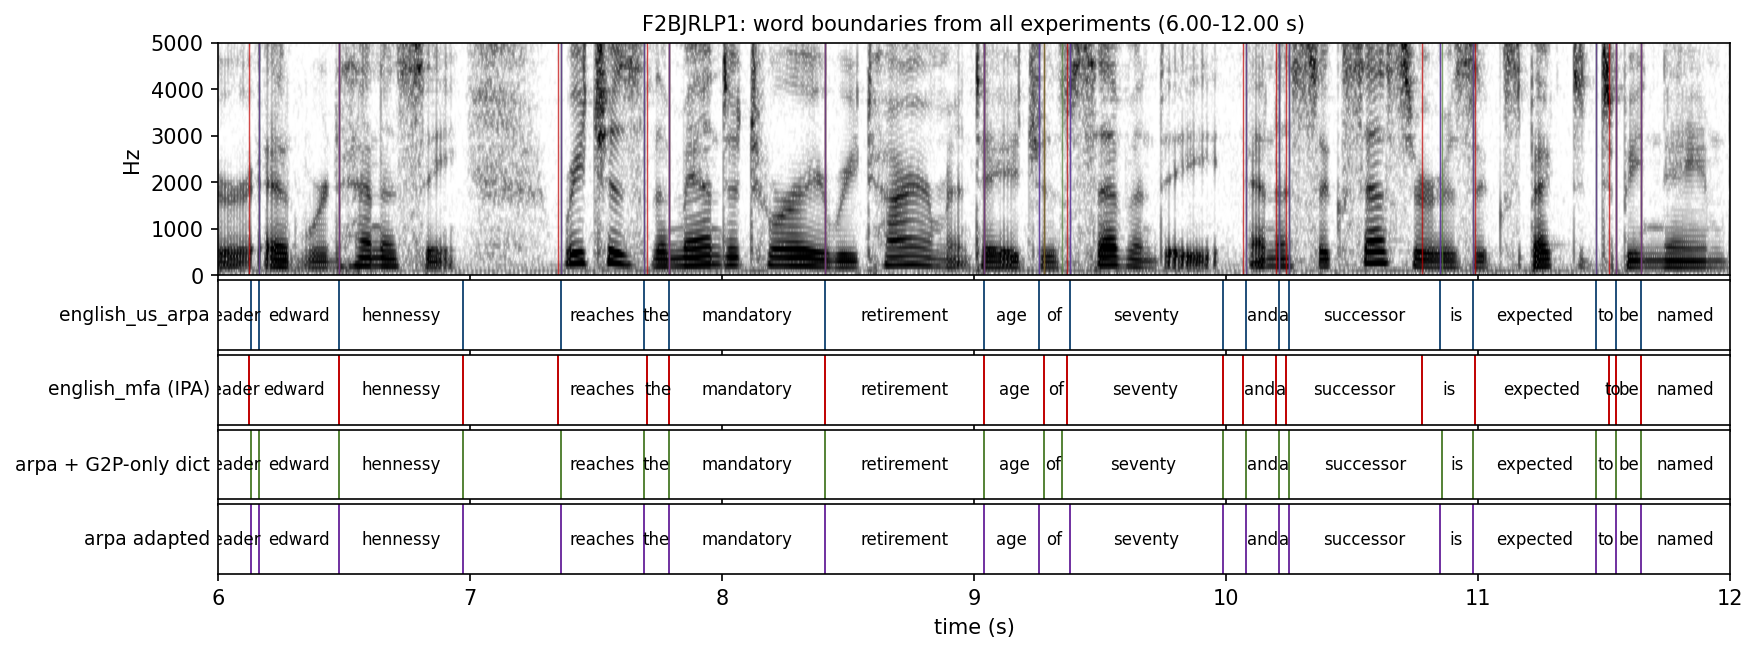 F2BJRLP1: word boundaries from all experiments (6.00-12.00 s)
5000
4000
3000
2000
1000
0
Hz
english_us_arpa eader edward hennessy reaches the mandatory retirement age of seventy and a successor is expected to be named
english_mfa (IPA) eader edward hennessy reaches the mandatory retirement age of seventy and a successor is expected to be named
arpa + G2P-only dict eader edward hennessy reaches the mandatory retirement age of seventy and a successor is expected to be named
arpa adapted eader edward hennessy reaches the mandatory retirement age of seventy and a successor is expected to be named
6 7 8 9 10 11 12
time (s)